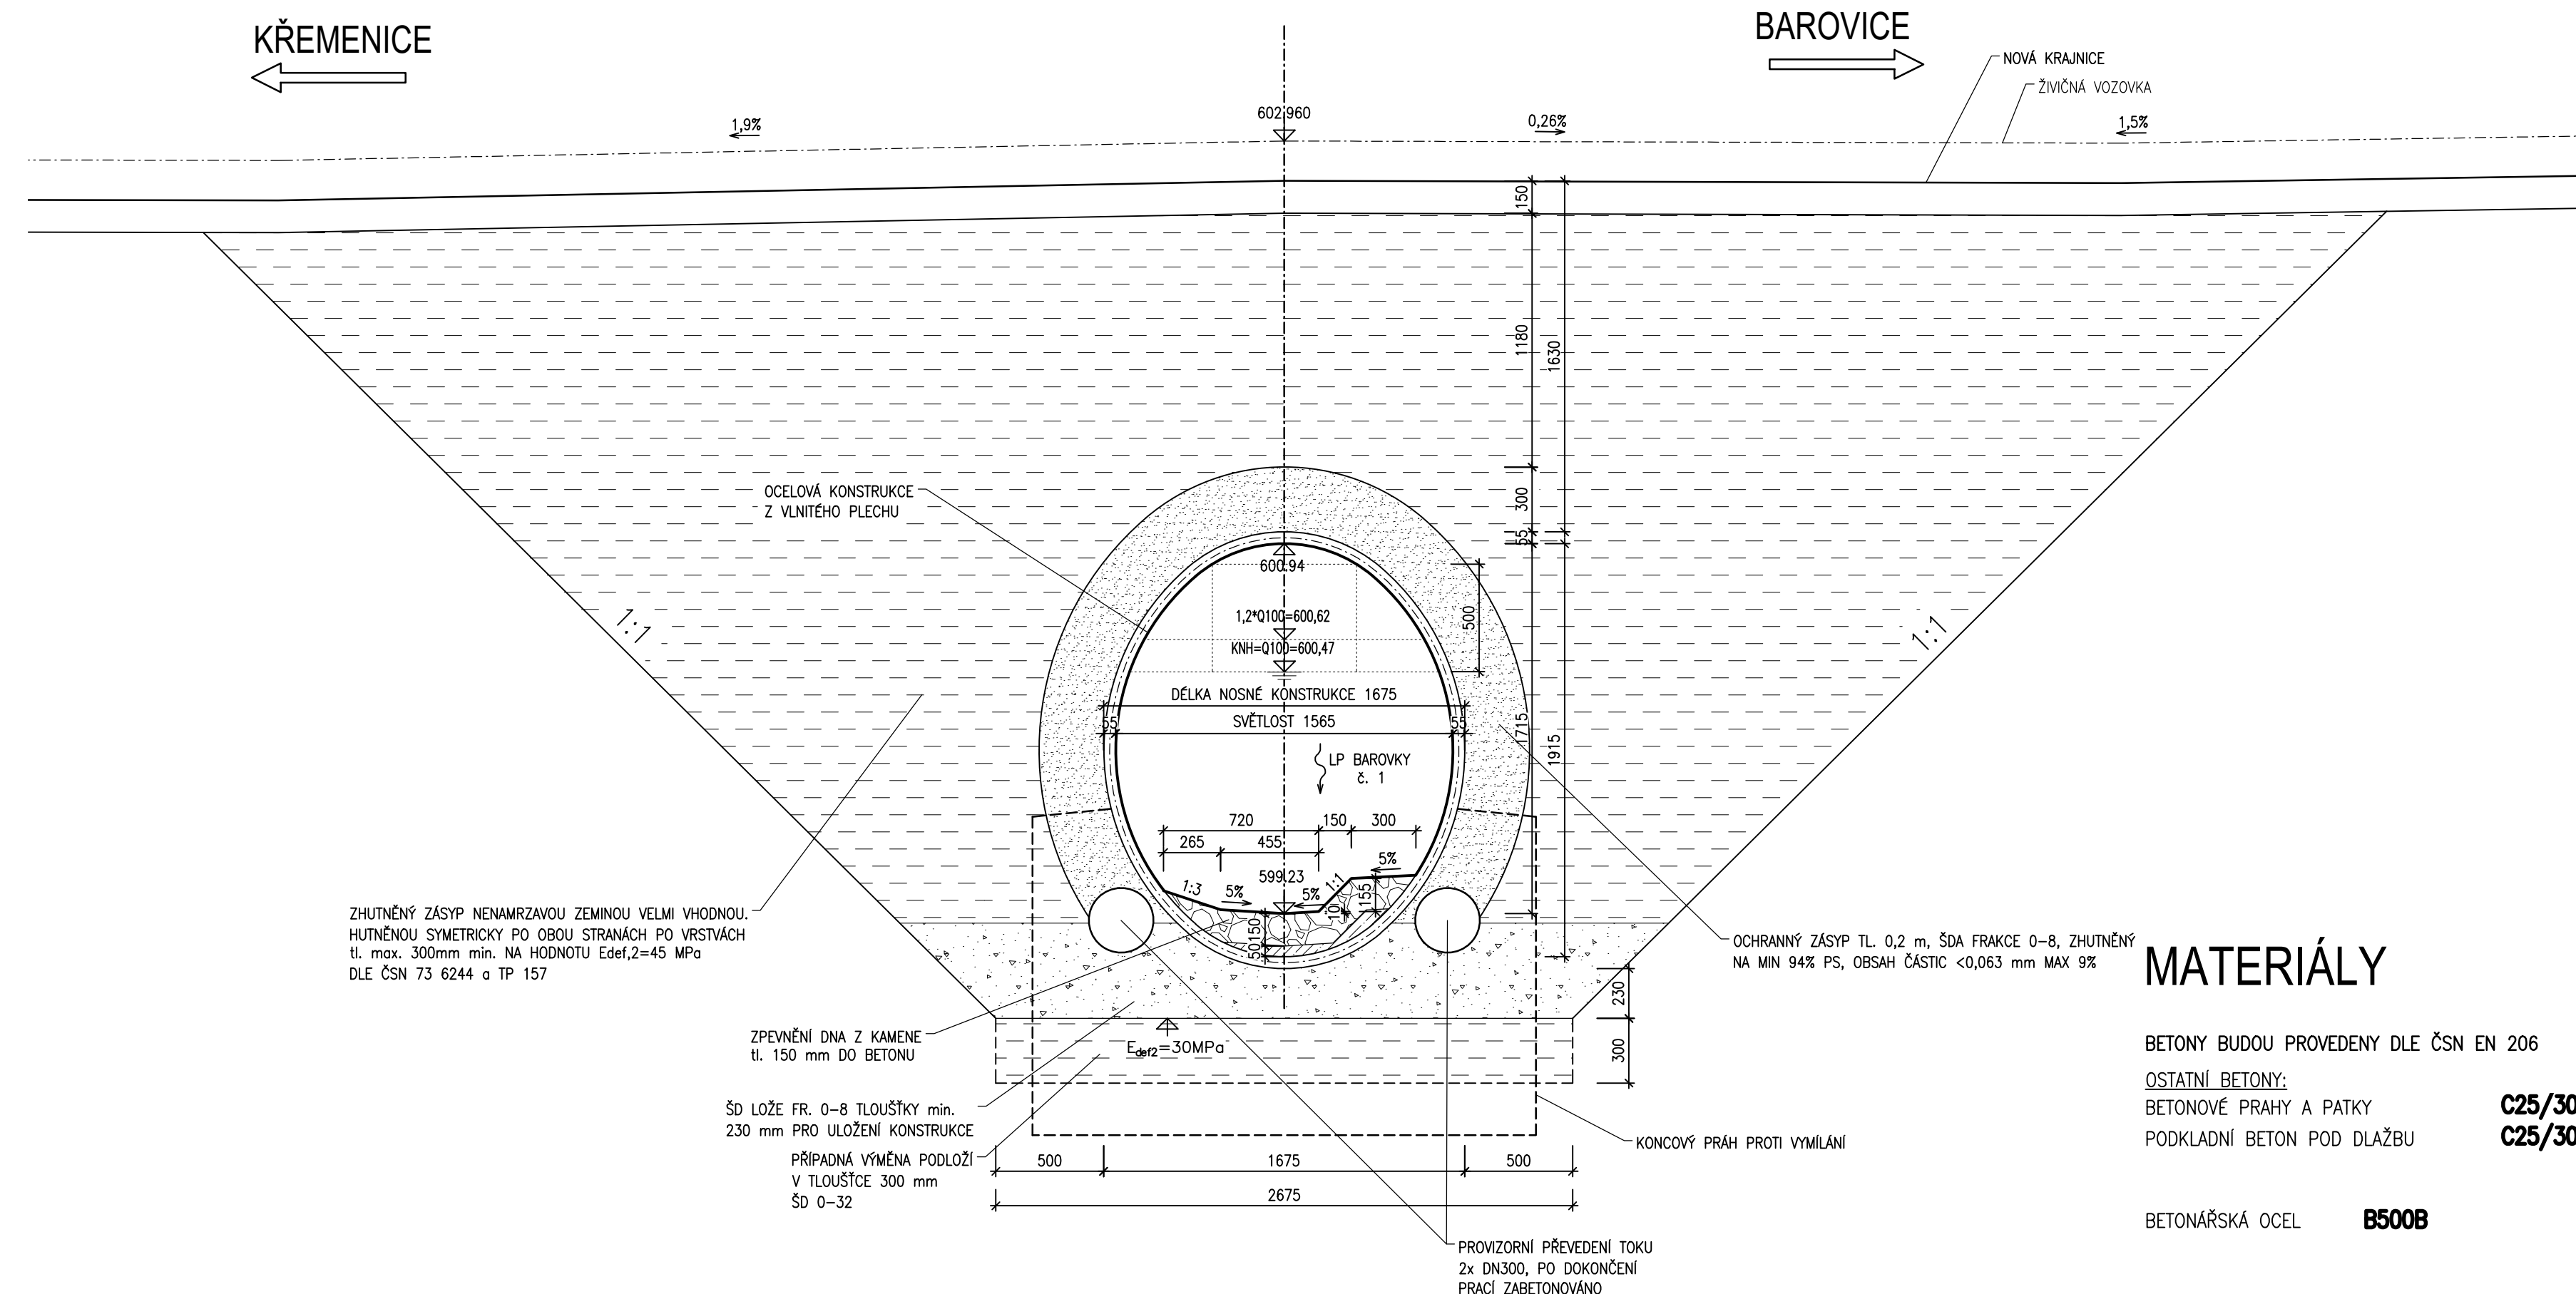 KŘEMENICE
BAROVICE
NOVÁ KRAJNICE
ŽIVIČNÁ VOZOVKA
1,9%
602.960
0,26%
1,5%
150
1180
1630
300
55
OCELOVÁ KONSTRUKCE
Z VLNITÉHO PLECHU
600.94
1,2*Q100=600,62
KNH=Q100=600,47
500
1:1
1:1
DÉLKA NOSNÉ KONSTRUKCE 1675
55
SVĚTLOST 1565
55
1715
1915
LP BAROVKY
č. 1
720
150
300
265
455
599.23
5%
1:3
5%
5%
1:1
155
10
150
50
ZHUTNĚNÝ ZÁSYP NENAMRZAVOU ZEMINOU VELMI VHODNOU.
HUTNĚNOU SYMETRICKY PO OBOU STRANÁCH PO VRSTVÁCH
tl. max. 300mm min. NA HODNOTU Edef,2=45 MPa
DLE ČSN 73 6244 a TP 157
OCHRANNÝ ZÁSYP TL. 0,2 m, ŠDA FRAKCE 0-8, ZHUTNĚNÝ
NA MIN 94% PS, OBSAH ČÁSTIC <0,063 mm MAX 9%
230
300
ZPEVNĚNÍ DNA Z KAMENE
tl. 150 mm DO BETONU
Edef2=30MPa
ŠD LOŽE FR. 0-8 TLOUŠŤKY min.
230 mm PRO ULOŽENÍ KONSTRUKCE
PŘÍPADNÁ VÝMĚNA PODLOŽÍ
V TLOUŠŤCE 300 mm
ŠD 0-32
KONCOVÝ PRÁH PROTI VYMÍLÁNÍ
500
1675
500
2675
PROVIZORNÍ PŘEVEDENÍ TOKU
2x DN300, PO DOKONČENÍ
PRACÍ ZABETONOVÁNO
MATERIÁLY
BETONY BUDOU PROVEDENY DLE ČSN EN 206
OSTATNÍ BETONY:
BETONOVÉ PRAHY A PATKY C25/30
PODKLADNÍ BETON POD DLAŽBU C25/30
BETONÁŘSKÁ OCEL B500B